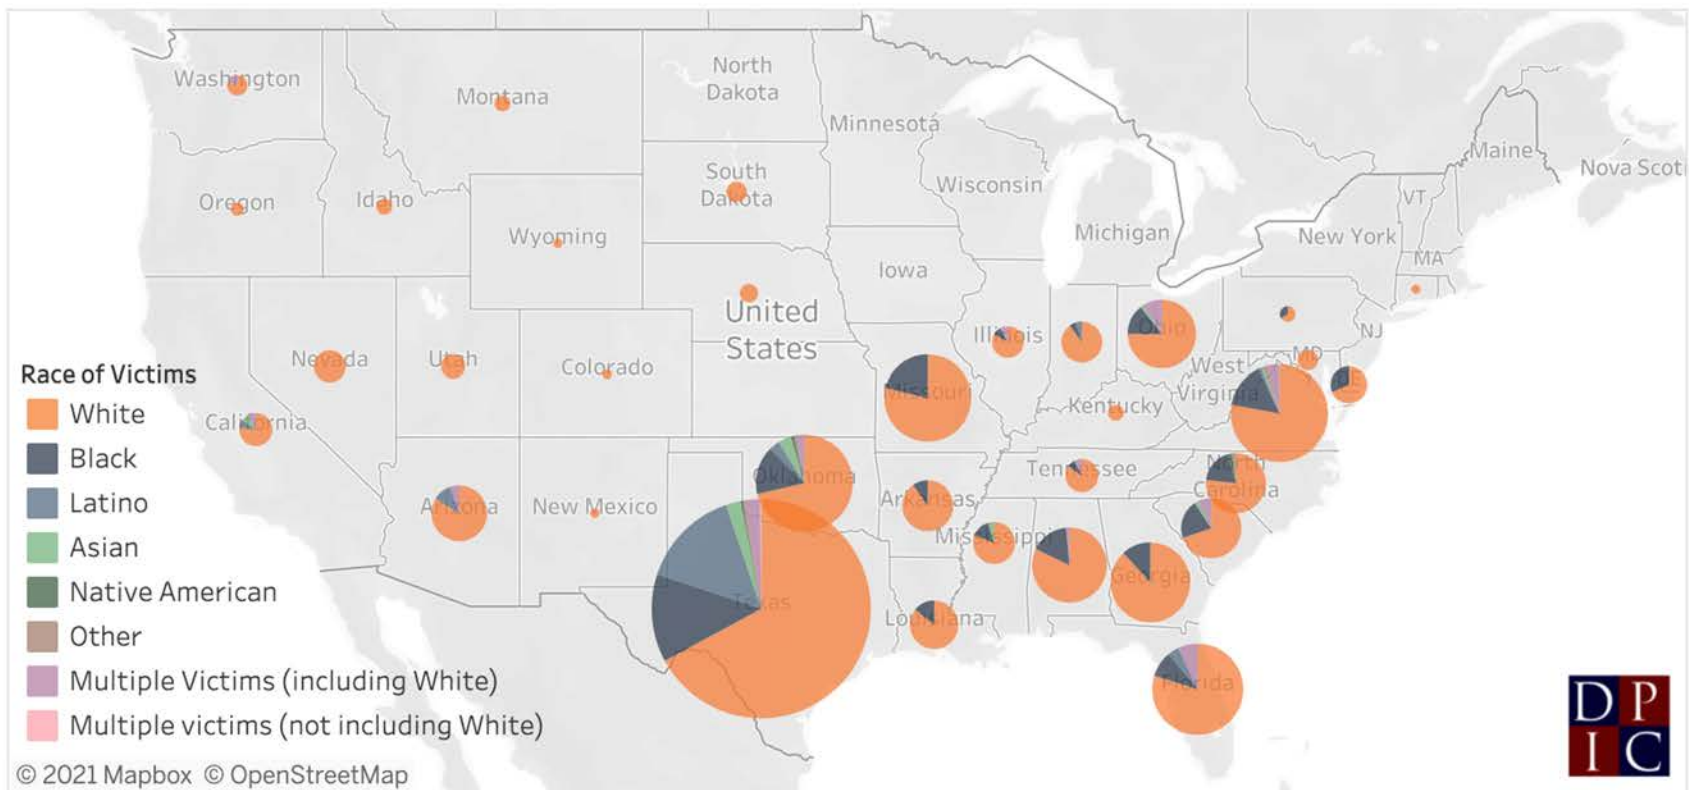 Washington
Montana
North
Dakota
Minnesota
Maine
Nova Scoti
Oregon
Idaho
South
Dakota
Wisconsin
VT
Wyoming
Michigan
New York
Iowa
MA
United
States
Nevada
Utah
Colorado
Illinois
Ohio
NJ
MD
West
Virginia
DE
Race of Victims
White
Black
Latino
Asian
Native American
Other
Multiple Victims (including White)
Multiple victims (not including White)
California
Missouri
Kentucky
Arizona
New Mexico
Oklahoma
Arkansas
Tennessee
North
Carolina
Mississippi
Georgia
Texas
Louisiana
Florida
D P
I C
© 2021 Mapbox © OpenStreetMap